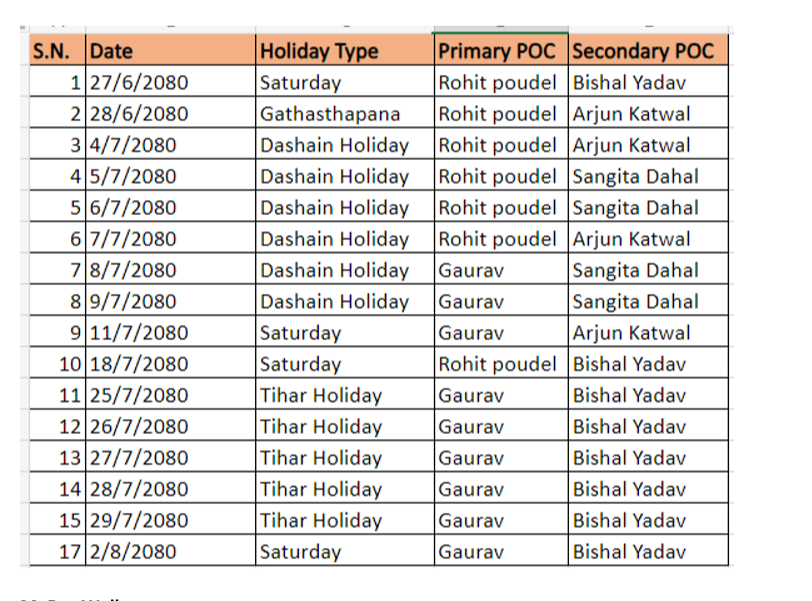 S.N. Date Holiday Type Primary POC Secondary POC
1 27/6/2080 Saturday Rohit poudel Bishal Yadav
2 28/6/2080 Gathasthapana Rohit poudel Arjun Katwal
3 4/7/2080 Dashain Holiday Rohit poudel Arjun Katwal
4 5/7/2080 Dashain Holiday Rohit poudel Sangita Dahal
5 6/7/2080 Dashain Holiday Rohit poudel Sangita Dahal
6 7/7/2080 Dashain Holiday Rohit poudel Arjun Katwal
7 8/7/2080 Dashain Holiday Gaurav Sangita Dahal
8 9/7/2080 Dashain Holiday Gaurav Sangita Dahal
9 11/7/2080 Saturday Gaurav Arjun Katwal
10 18/7/2080 Saturday Rohit poudel Bishal Yadav
11 25/7/2080 Tihar Holiday Gaurav Bishal Yadav
12 26/7/2080 Tihar Holiday Gaurav Bishal Yadav
13 27/7/2080 Tihar Holiday Gaurav Bishal Yadav
14 28/7/2080 Tihar Holiday Gaurav Bishal Yadav
15 29/7/2080 Tihar Holiday Gaurav Bishal Yadav
17 2/8/2080 Saturday Gaurav Bishal Yadav